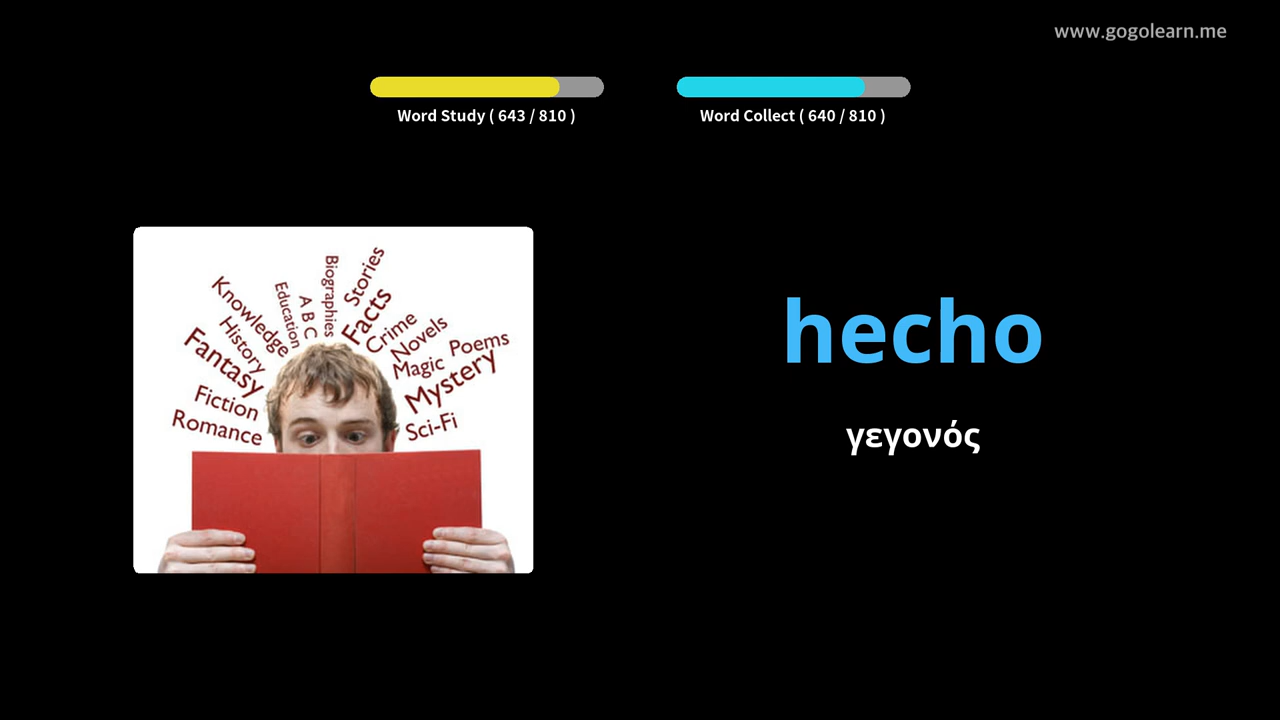 www.gogolearn.me
Word Study ( 643 / 810 )
Word Collect ( 640 / 810 )
Romance
Fiction
Fantasy
History
Knowledge
Education
A B C
Biographies
Stories
Facts
Crime
Novels
Magic
Poems
Mystery
Sci-Fi
hecho
γεγονός